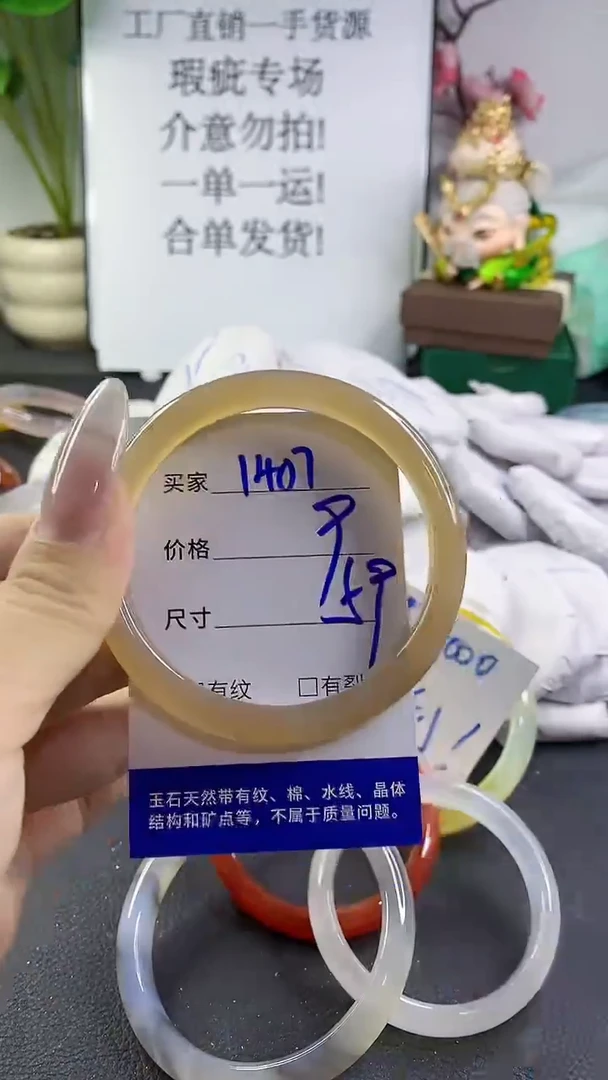 工厂直销一手货源
瑕疵专场
介意勿拍!
一单一运!
合单发货!
买家 1407
价格
尺寸
有纹 □有裂
000
玉石天然带有纹、棉、水线、晶体
结构和矿点等，不属于质量问题。